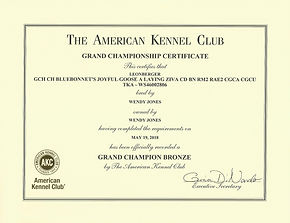 THE AMERICAN KENNEL CLUB
GRAND CHAMPIONSHIP CERTIFICATE
This certifies that
LEONBERGER
GCH CH BLUEBONNET'S JOYFUL GOOSE A LAYING ZIVA CD BN RM2 RAE2 CGCA CGCU
TKA - WS46002806
bred by
WENDY JONES
owned by
WENDY JONES
having completed the requirements on
MAY 19, 2018
has been officially recorded a
GRAND CHAMPION BRONZE
by The American Kennel Club
AKC
American
Kennel Club®
Executive Secretary